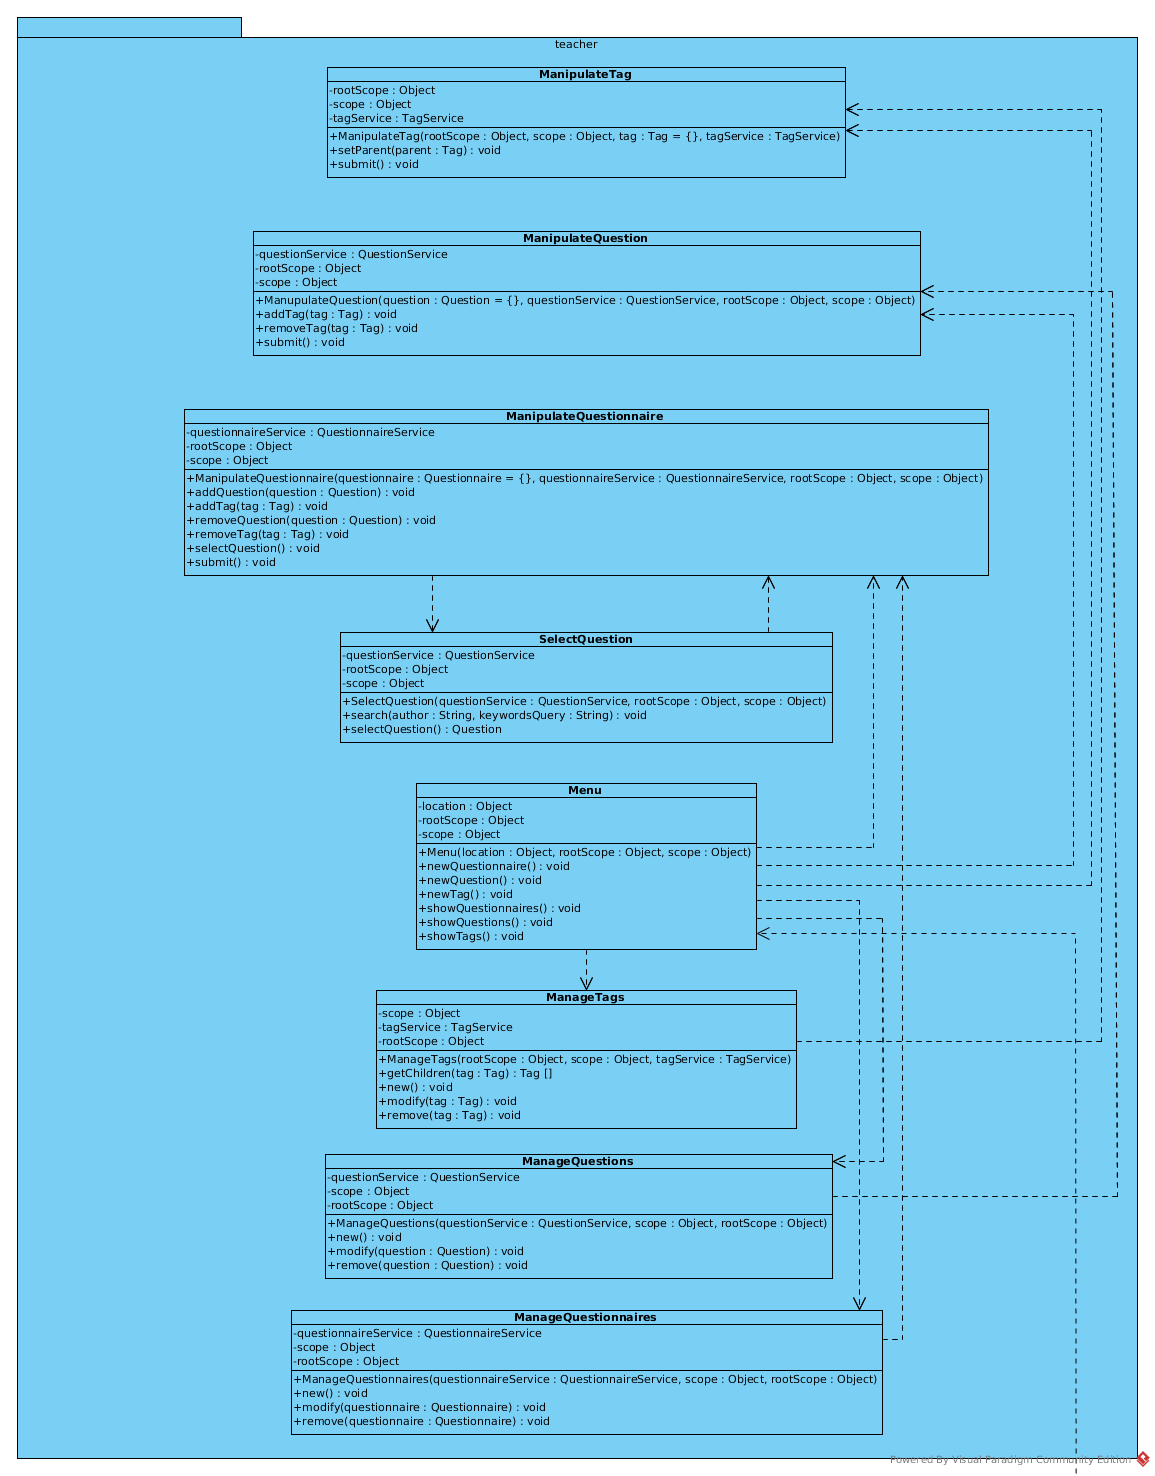 teacher
ManipulateTag
-rootScope : Object
-scope : Object
-tagService : TagService
+ManipulateTag(rootScope : Object, scope : Object, tag : Tag = {}, tagService : TagService)
+setParent(parent : Tag) : void
+submit() : void
ManipulateQuestion
-questionService : QuestionService
-rootScope : Object
-scope : Object
+ManupulateQuestion(question : Question = {}, questionService : QuestionService, rootScope : Object, scope : Object)
+addTag(tag : Tag) : void
+removeTag(tag : Tag) : void
+submit() : void
ManipulateQuestionnaire
-questionnaireService : QuestionnaireService
-rootScope : Object
-scope : Object
+ManipulateQuestionnaire(questionnaire : Questionnaire = {}, questionnaireService : QuestionnaireService, rootScope : Object, scope : Object)
+addQuestion(question : Question) : void
+addTag(tag : Tag) : void
+removeQuestion(question : Question) : void
+removeTag(tag : Tag) : void
+selectQuestion() : void
+submit() : void
SelectQuestion
-questionService : QuestionService
-rootScope : Object
-scope : Object
+SelectQuestion(questionService : QuestionService, rootScope : Object, scope : Object)
+search(author : String, keywordsQuery : String) : void
+selectQuestion() : Question
Menu
-location : Object
-rootScope : Object
-scope : Object
+Menu(location : Object, rootScope : Object, scope : Object)
+newQuestionnaire() : void
+newQuestion() : void
+newTag() : void
+showQuestionnaires() : void
+showQuestions() : void
+showTags() : void
ManageTags
-scope : Object
-tagService : TagService
-rootScope : Object
+ManageTags(rootScope : Object, scope : Object, tagService : TagService)
+getChildren(tag : Tag) : Tag []
+new() : void
+modify(tag : Tag) : void
+remove(tag : Tag) : void
ManageQuestions
-questionService : QuestionService
-scope : Object
-rootScope : Object
+ManageQuestions(questionService : QuestionService, scope : Object, rootScope : Object)
+new() : void
+modify(question : Question) : void
+remove(question : Question) : void
ManageQuestionnaires
-questionnaireService : QuestionnaireService
-scope : Object
-rootScope : Object
+ManageQuestionnaires(questionnaireService : QuestionnaireService, scope : Object, rootScope : Object)
+new() : void
+modify(questionnaire : Questionnaire) : void
+remove(questionnaire : Questionnaire) : void
Powered By Visual Paradigm Community Edition